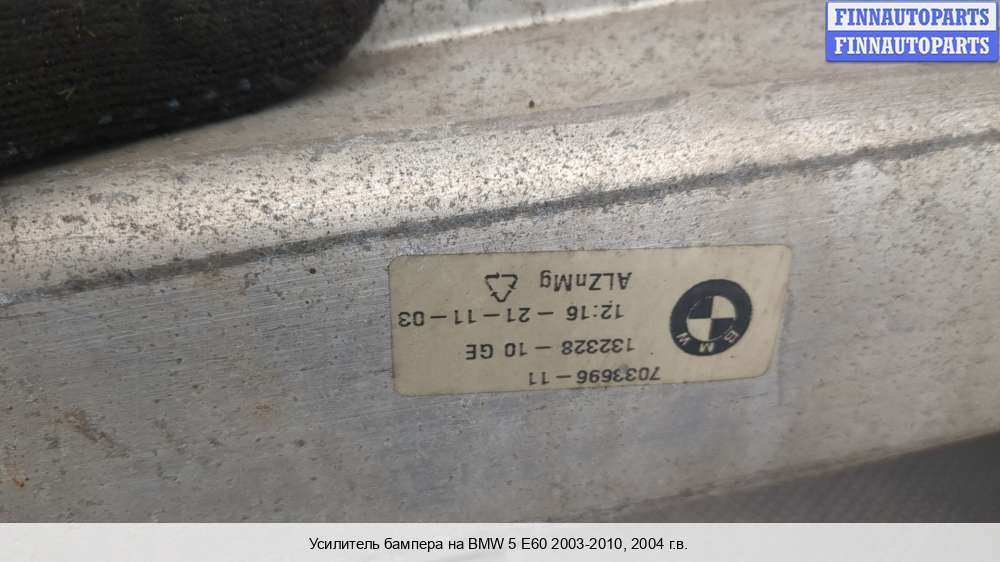 FINNAUTOPARTS
FINNAUTOPARTS
7033696-11
132328-10 GE
12:16-21-11-03
ALZnMg
BMW
Усилитель бампера на BMW 5 E60 2003-2010, 2004 г.в.